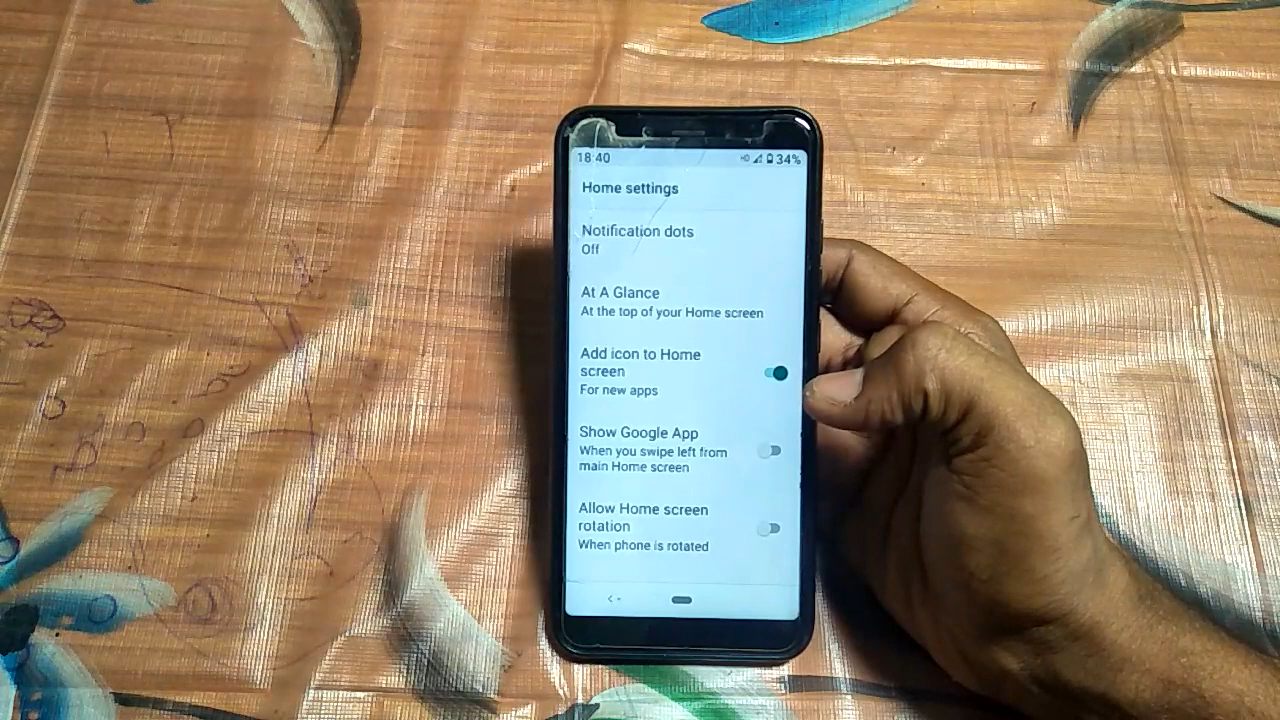 18:40 HD 34%
Home settings
Notification dots
Off
At A Glance
At the top of your Home screen
Add icon to Home
screen
For new apps
Show Google App
When you swipe left from
main Home screen
Allow Home screen
rotation
When phone is rotated